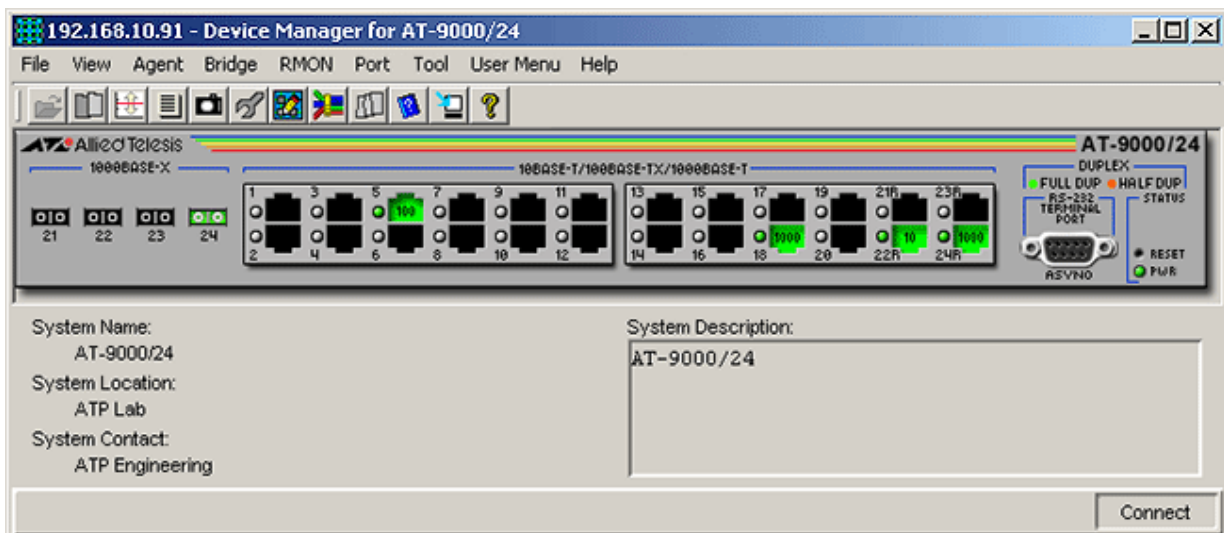 192.168.10.91 - Device Manager for AT-9000/24
File View Agent Bridge RMON Port Tool User Menu Help
Allied Telesis
AT-9000/24
1000BASE-X
10BASE-T/100BASE-TX/1000BASE-T
DUPLEX
FULL DUP HALF DUP
1 3 5 7 9 11 13 15 17 19 21R 23R
RS-232 TERMINAL PORT
STATUS
100
21 22 23 24
1000 10 1000
2 4 6 8 10 12 14 16 18 20 22R 24R
RESET
ASYN0
PWR
System Name:
AT-9000/24
System Location:
ATP Lab
System Contact:
ATP Engineering
System Description:
AT-9000/24
Connect